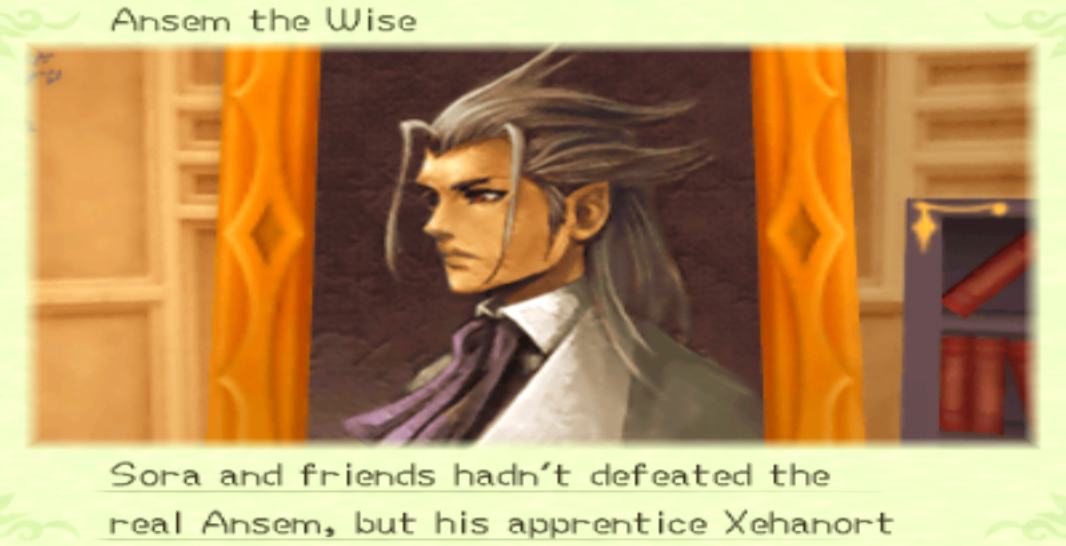 Ansem the Wise
Sora and friends hadn't defeated the
real Ansem, but his apprentice Xehanort